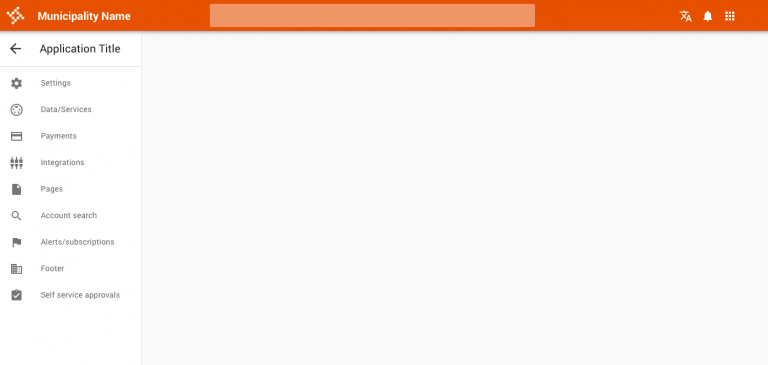 Municipality Name
Application Title
Settings
Data/Services
Payments
Integrations
Pages
Account search
Alerts/subscriptions
Footer
Self service approvals